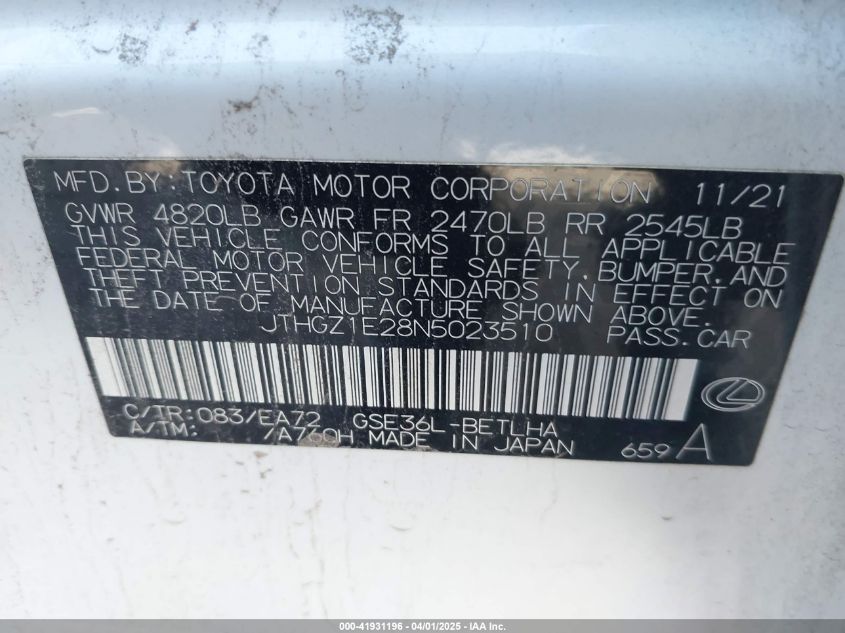 MFD.BY:TOYOTA MOTOR CORPORATION 11/21
GVWR 4820LB GAWR FR 2470LB RR 2545LB
THIS VEHICLE CONFORMS TO ALL APPLICABLE
FEDERAL MOTOR VEHICLE SAFETY,BUMPER,AND
THEFT PREVENTION STANDARDS IN EFFECT ON
THE DATE OF MANUFACTURE SHOWN ABOVE.
JTHGZ1E28N5023510 PASS.CAR
C/TR:083/EA72 GSE36L-BETLHA
A/TM: /A760H MADE IN JAPAN 659 A
000-41931196 - 04/01/2025 - IAA Inc.